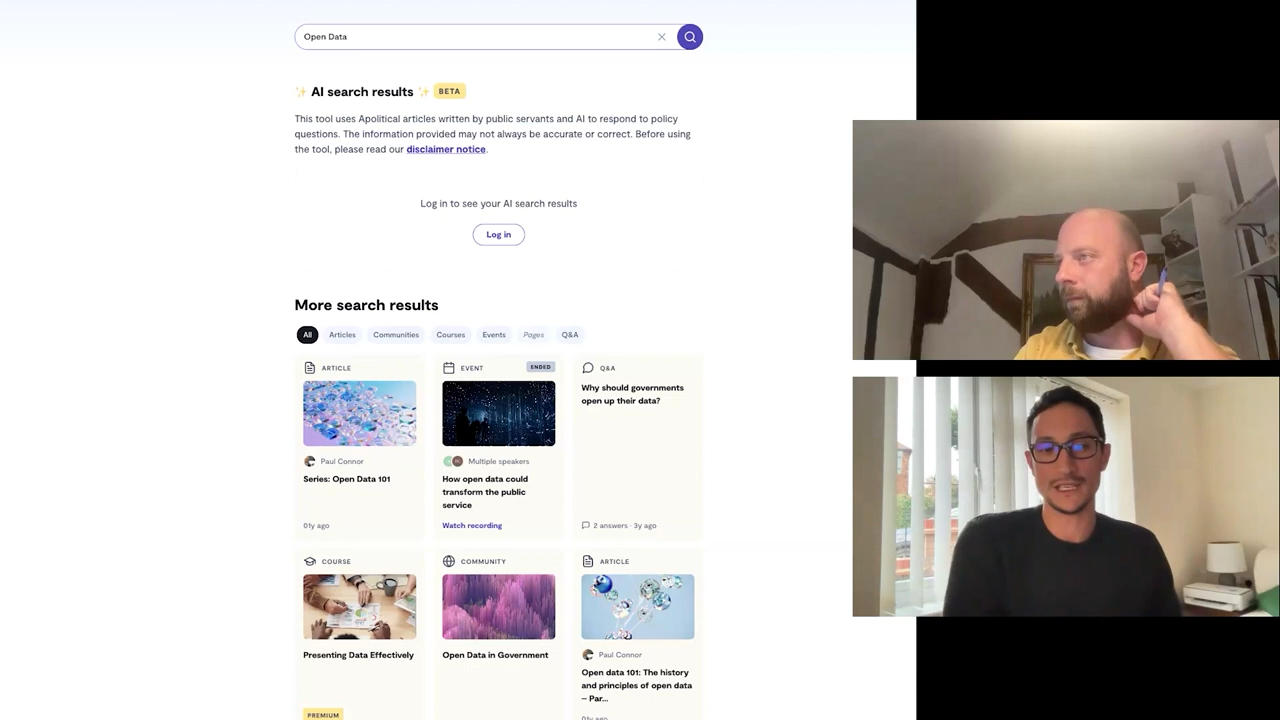 Open Data
✨ AI search results ✨ BETA
This tool uses Apolitical articles written by public servants and AI to respond to policy
questions. The information provided may not always be accurate or correct. Before using
the tool, please read our disclaimer notice.
Log in to see your AI search results
Log in
More search results
All Articles Communities Courses Events Pages Q&A
ARTICLE
Paul Connor
Series: Open Data 101
01y ago
EVENT ENDED
Multiple speakers
How open data could
transform the public
service
Watch recording
Q&A
Why should governments
open up their data?
2 answers · 3y ago
COURSE
Presenting Data Effectively
PREMIUM
COMMUNITY
Open Data in Government
ARTICLE
Paul Connor
Open data 101: The history
and principles of open data
– Par...
01y ago